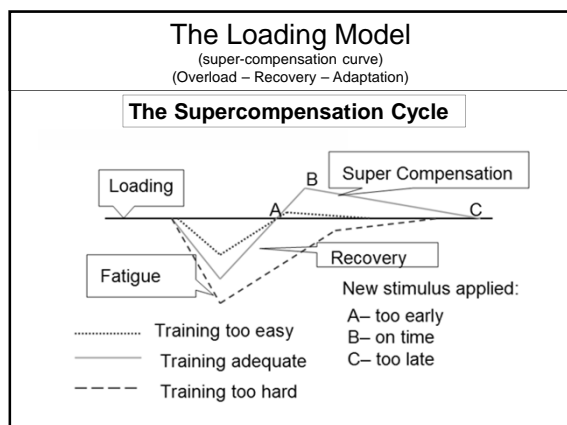 The Loading Model
(super-compensation curve)
(Overload – Recovery – Adaptation)
The Supercompensation Cycle
B
Super Compensation
Loading
A
C
Recovery
Fatigue
New stimulus applied:
A– too early
B– on time
C– too late
Training too easy
Training adequate
Training too hard